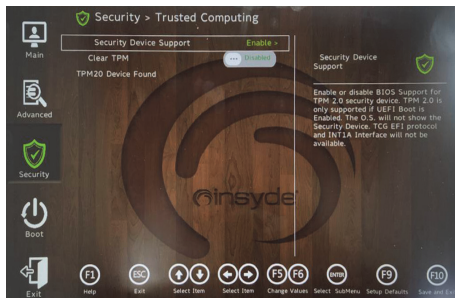 Security > Trusted Computing
Main
Advanced
Security
Boot
Exit
Security Device Support
Enable >
Clear TPM
Disabled
TPM20 Device Found
insyde
Security Device
Support
Enable or disable BIOS Support for
TPM 2.0 security device. TPM 2.0 is
only supported if UEFI Boot is
Enabled. The O.S. will not show the
Security Device. TCG EFI protocol
and INT1A Interface will not be
available.
F1
Help
ESC
Exit
Select Item
Select Item
F5 F6
Change Values
ENTER
Select SubMenu
F9
Setup Defaults
F10
Save and Exit